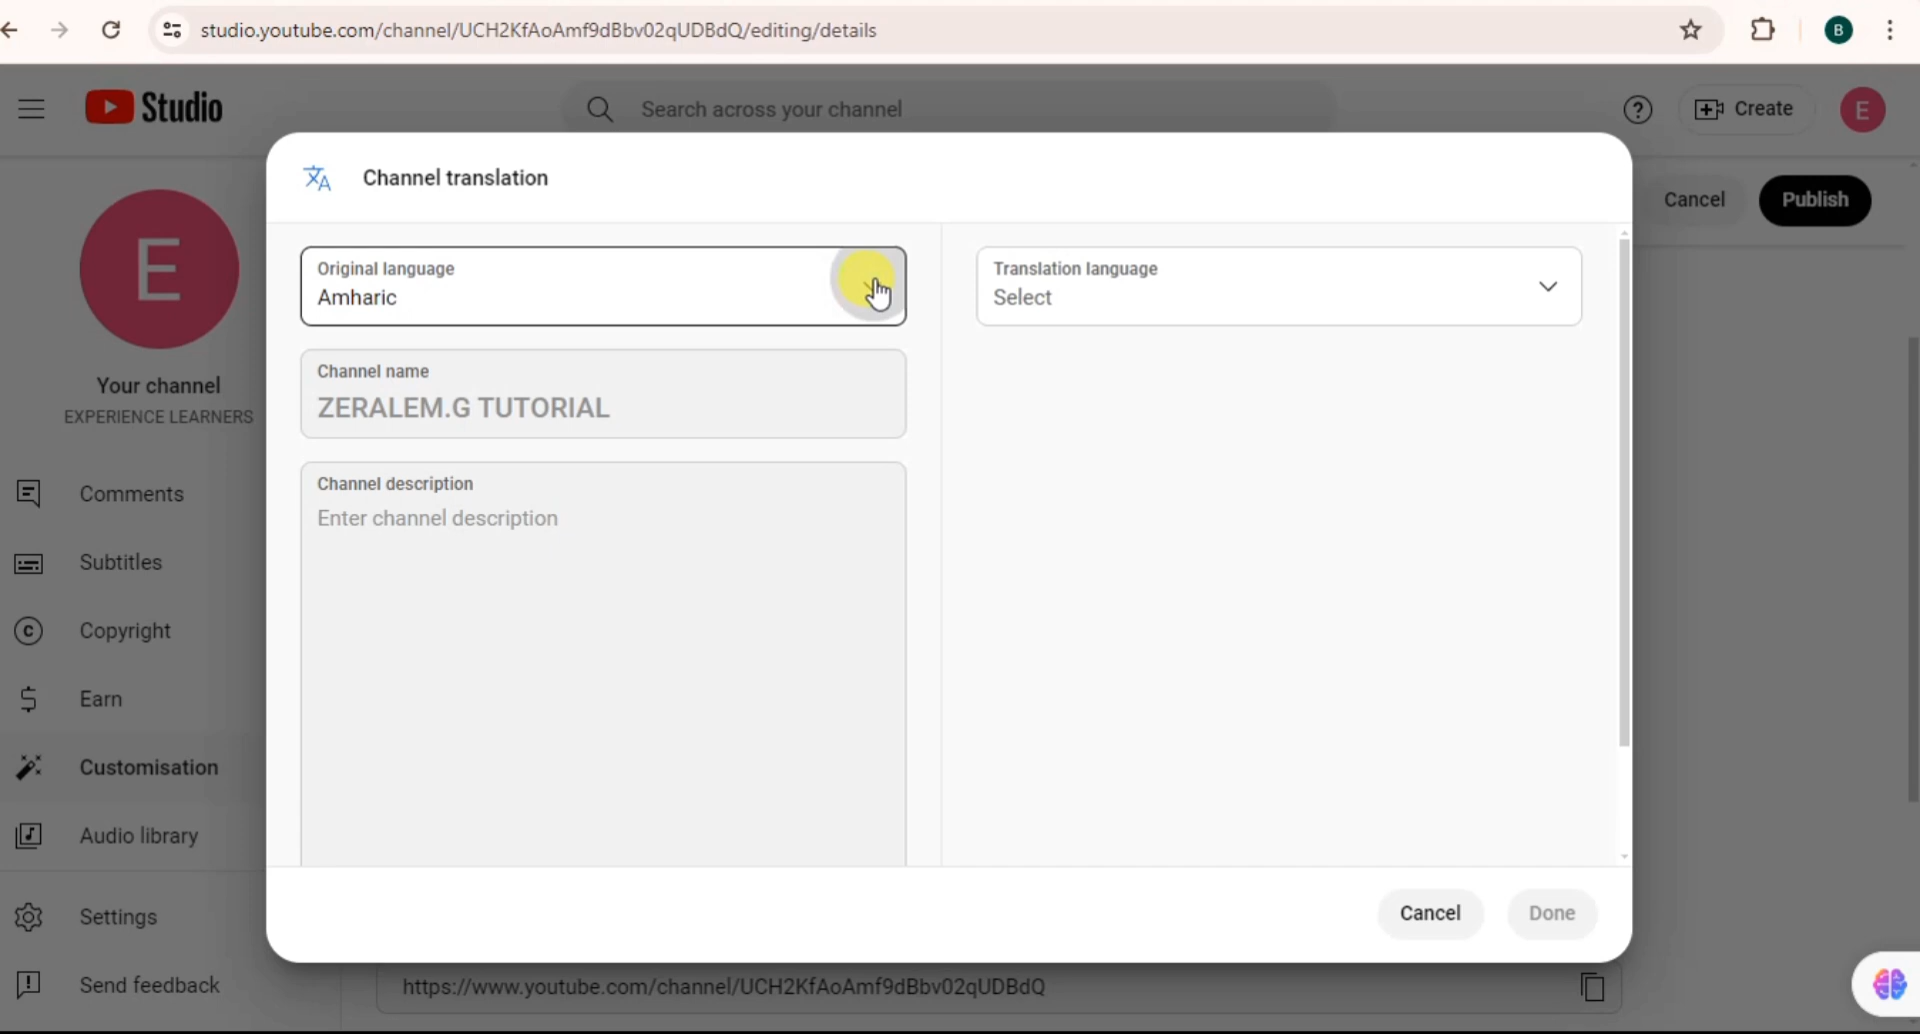 studio.youtube.com/channel/UCH2KfAoAmf9dBbv02qUDBdQ/editing/details
B
Studio
Search across your channel
Create
E
Channel translation
Cancel
Publish
E
Original language
Amharic
Translation language
Select
Channel name
ZERALEM.G TUTORIAL
Your channel
EXPERIENCE LEARNERS
Channel description
Enter channel description
Comments
Subtitles
Copyright
Earn
Customisation
Audio library
Settings
Send feedback
Cancel
Done
https://www.youtube.com/channel/UCH2KfAoAmf9dBbv02qUDBdQ